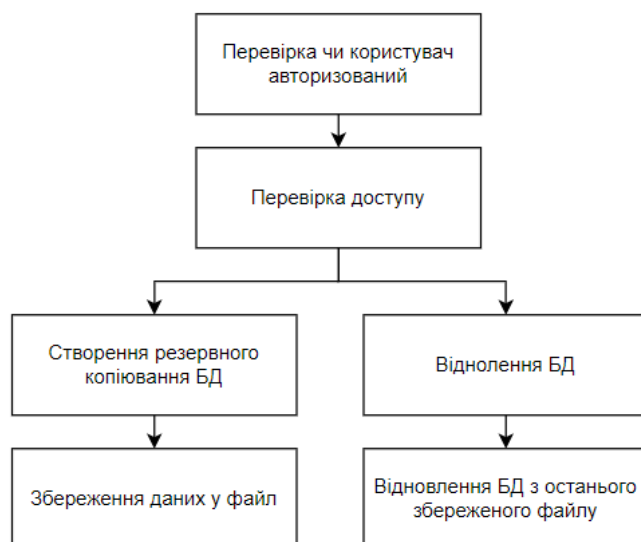 Перевірка чи користувач
авторизований
Перевірка доступу
Створення резервного
копіювання БД
Віднолення БД
Збереження даних у файл
Відновлення БД з останього
збереженого файлу